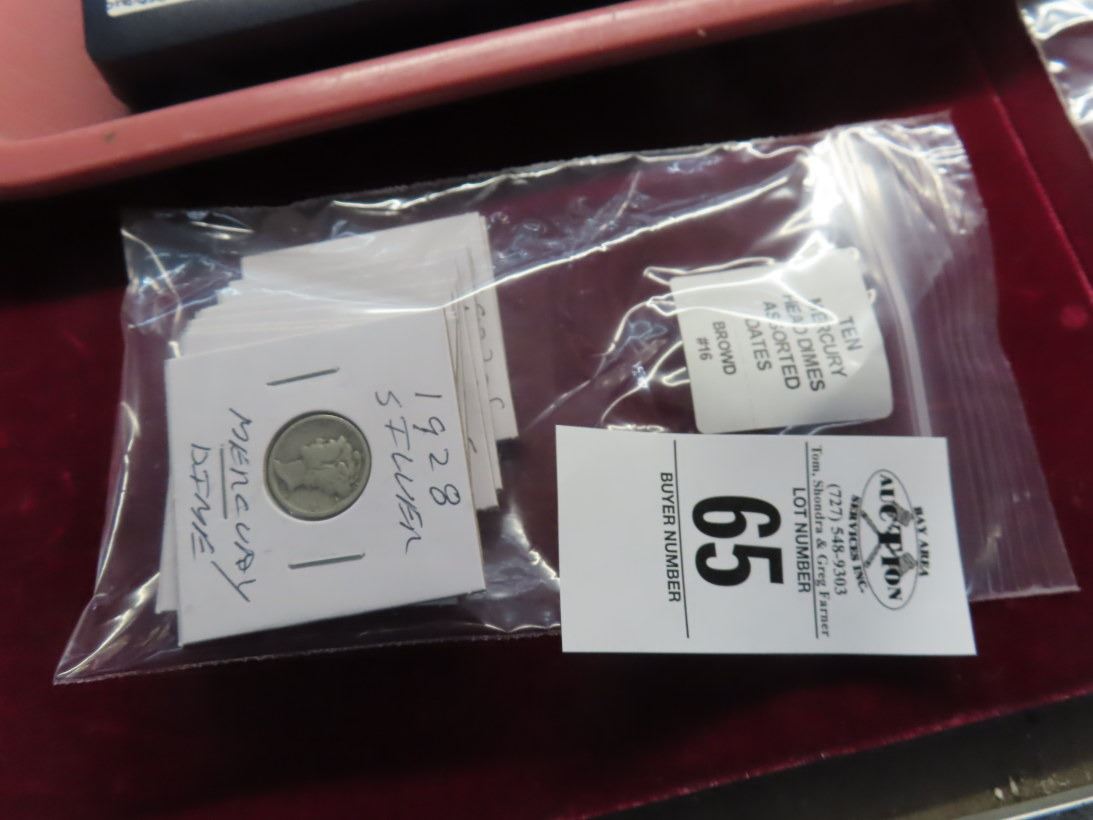 1928
SILVER
MERCURY
DIME
TEN
MERCURY
HEAD DIMES
ASSORTED
DATES
BROWD
#16
BAY AREA
AUCTION
SERVICES INC.
(727) 548-9303
Tom, Shondra & Greg Farner
LOT NUMBER
65
BUYER NUMBER